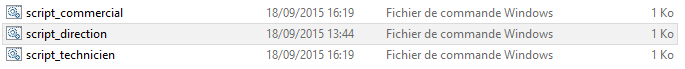 script_commercial 18/09/2015 16:19 Fichier de commande Windows 1 Ko
script_direction 18/09/2015 13:44 Fichier de commande Windows 1 Ko
script_technicien 18/09/2015 16:19 Fichier de commande Windows 1 Ko